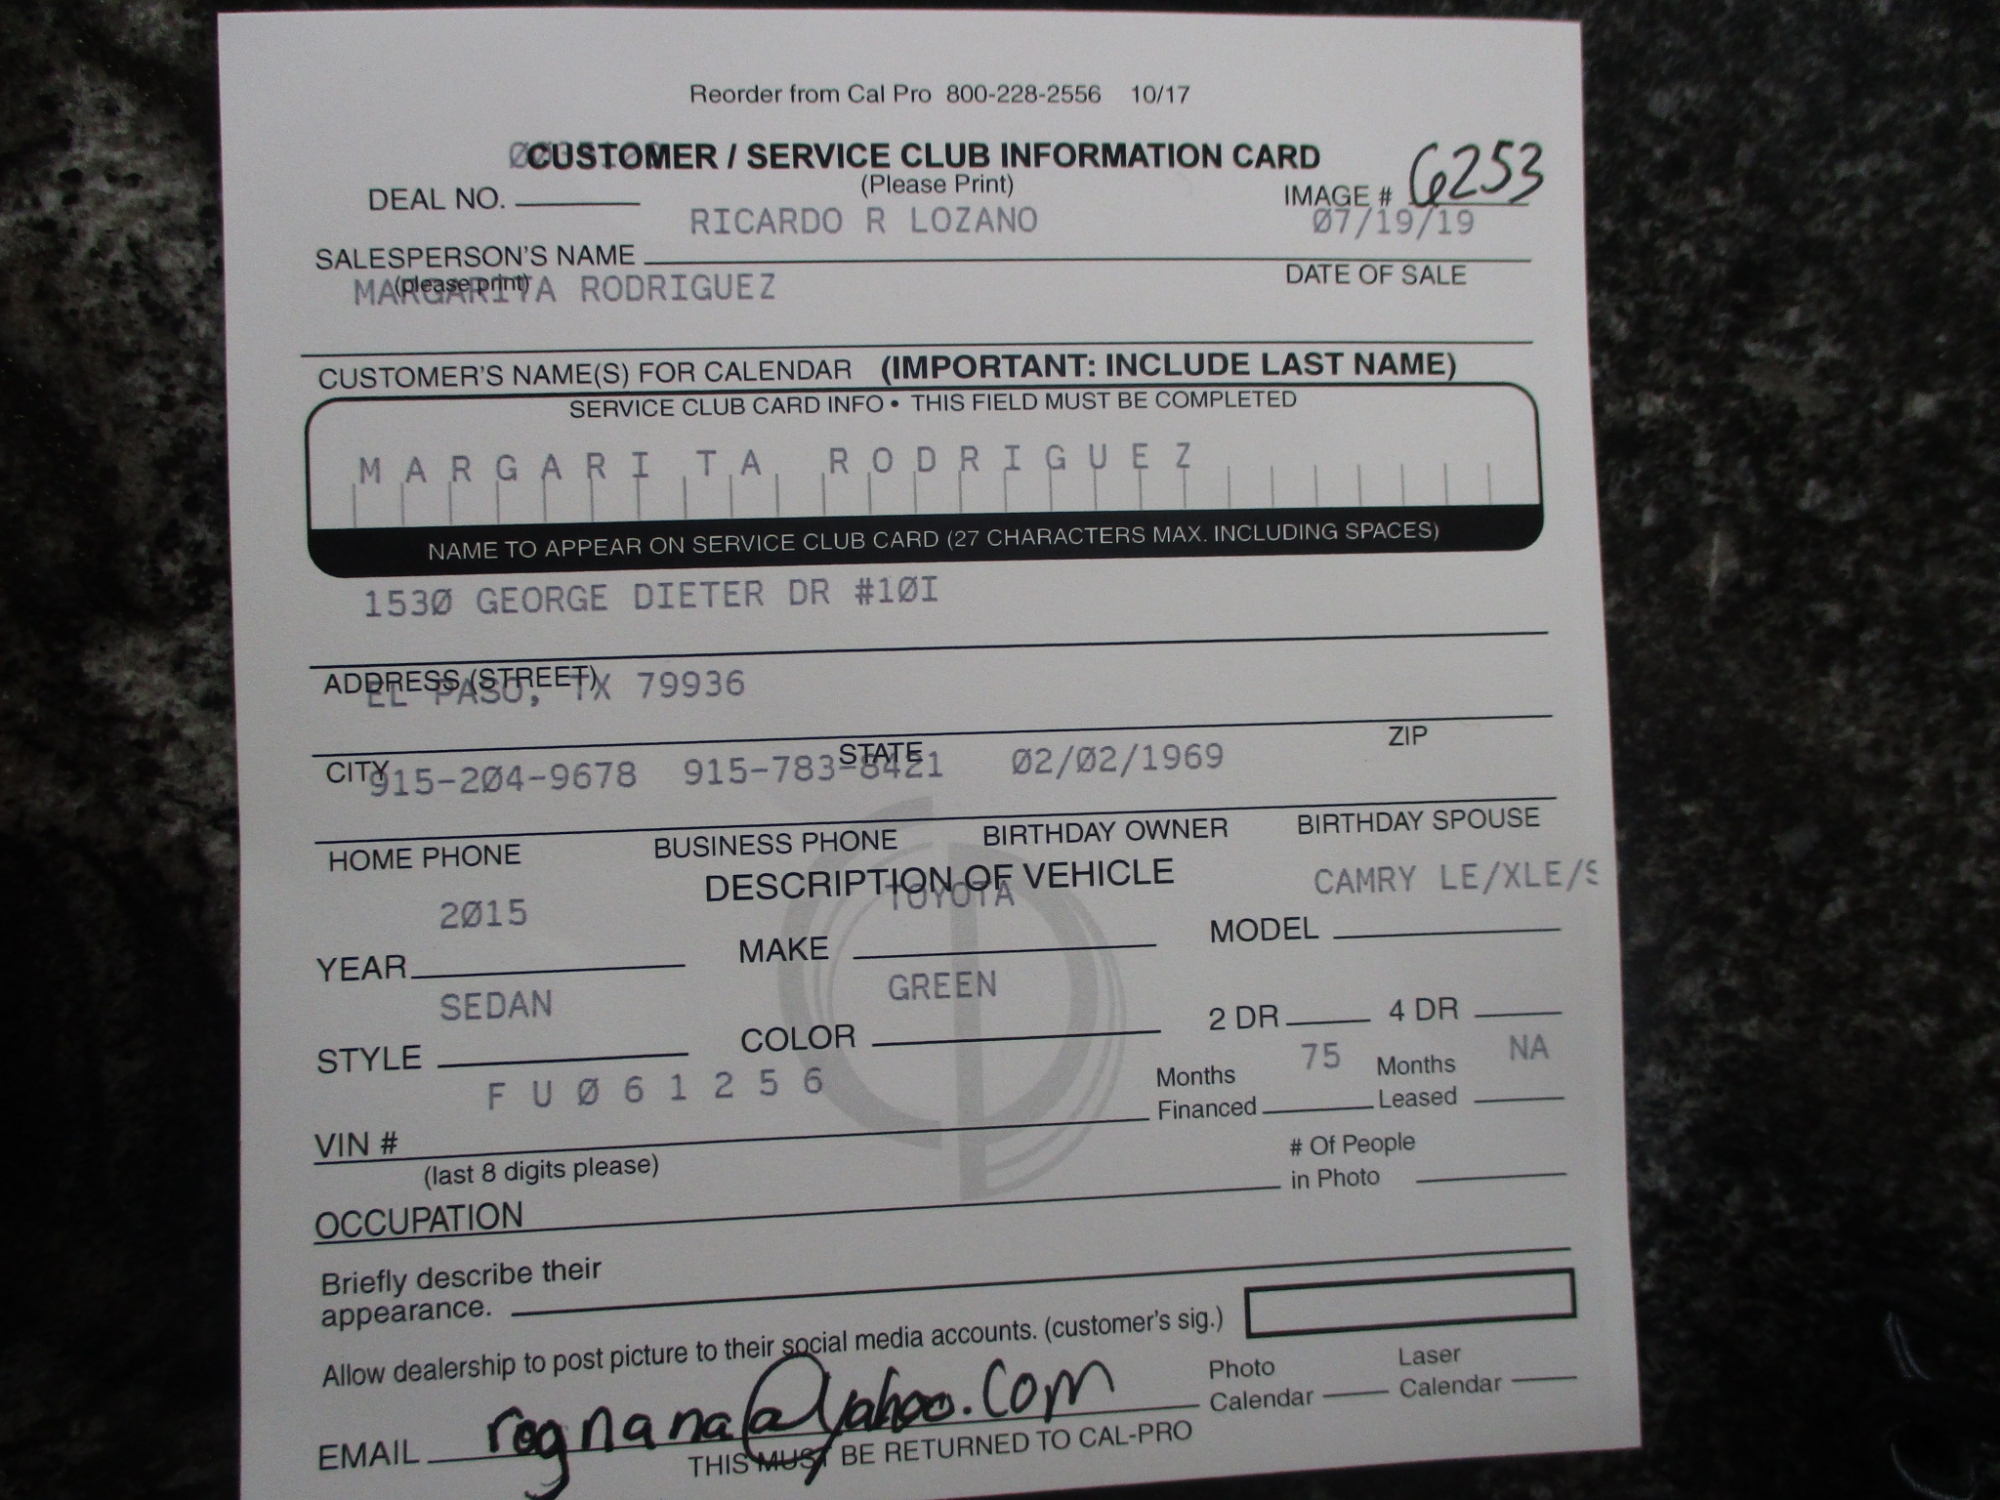 Reorder from Cal Pro 800-228-2556 10/17
CUSTOMER / SERVICE CLUB INFORMATION CARD
(Please Print)
DEAL NO. IMAGE # 6253
RICARDO R LOZANO 07/19/19
SALESPERSON'S NAME
(please print) DATE OF SALE
MARGARITA RODRIGUEZ
CUSTOMER'S NAME(S) FOR CALENDAR (IMPORTANT: INCLUDE LAST NAME)
SERVICE CLUB CARD INFO • THIS FIELD MUST BE COMPLETED
MARGARITA RODRIGUEZ
NAME TO APPEAR ON SERVICE CLUB CARD (27 CHARACTERS MAX. INCLUDING SPACES)
1530 GEORGE DIETER DR #10I
ADDRESS (STREET)
EL PASO, TX 79936
CITY STATE ZIP
915-204-9678 915-783-8421 02/02/1969
HOME PHONE BUSINESS PHONE BIRTHDAY OWNER BIRTHDAY SPOUSE
DESCRIPTION OF VEHICLE
2015 TOYOTA CAMRY LE/XLE/S
YEAR MAKE MODEL
SEDAN GREEN
STYLE COLOR 2 DR 4 DR
FU061256 Months Financed 75 Months Leased NA
VIN #
(last 8 digits please) # Of People in Photo
OCCUPATION
Briefly describe their
appearance.
Allow dealership to post picture to their social media accounts. (customer's sig.)
Photo Calendar Laser Calendar
EMAIL rognana@yahoo.com
THIS MUST BE RETURNED TO CAL-PRO